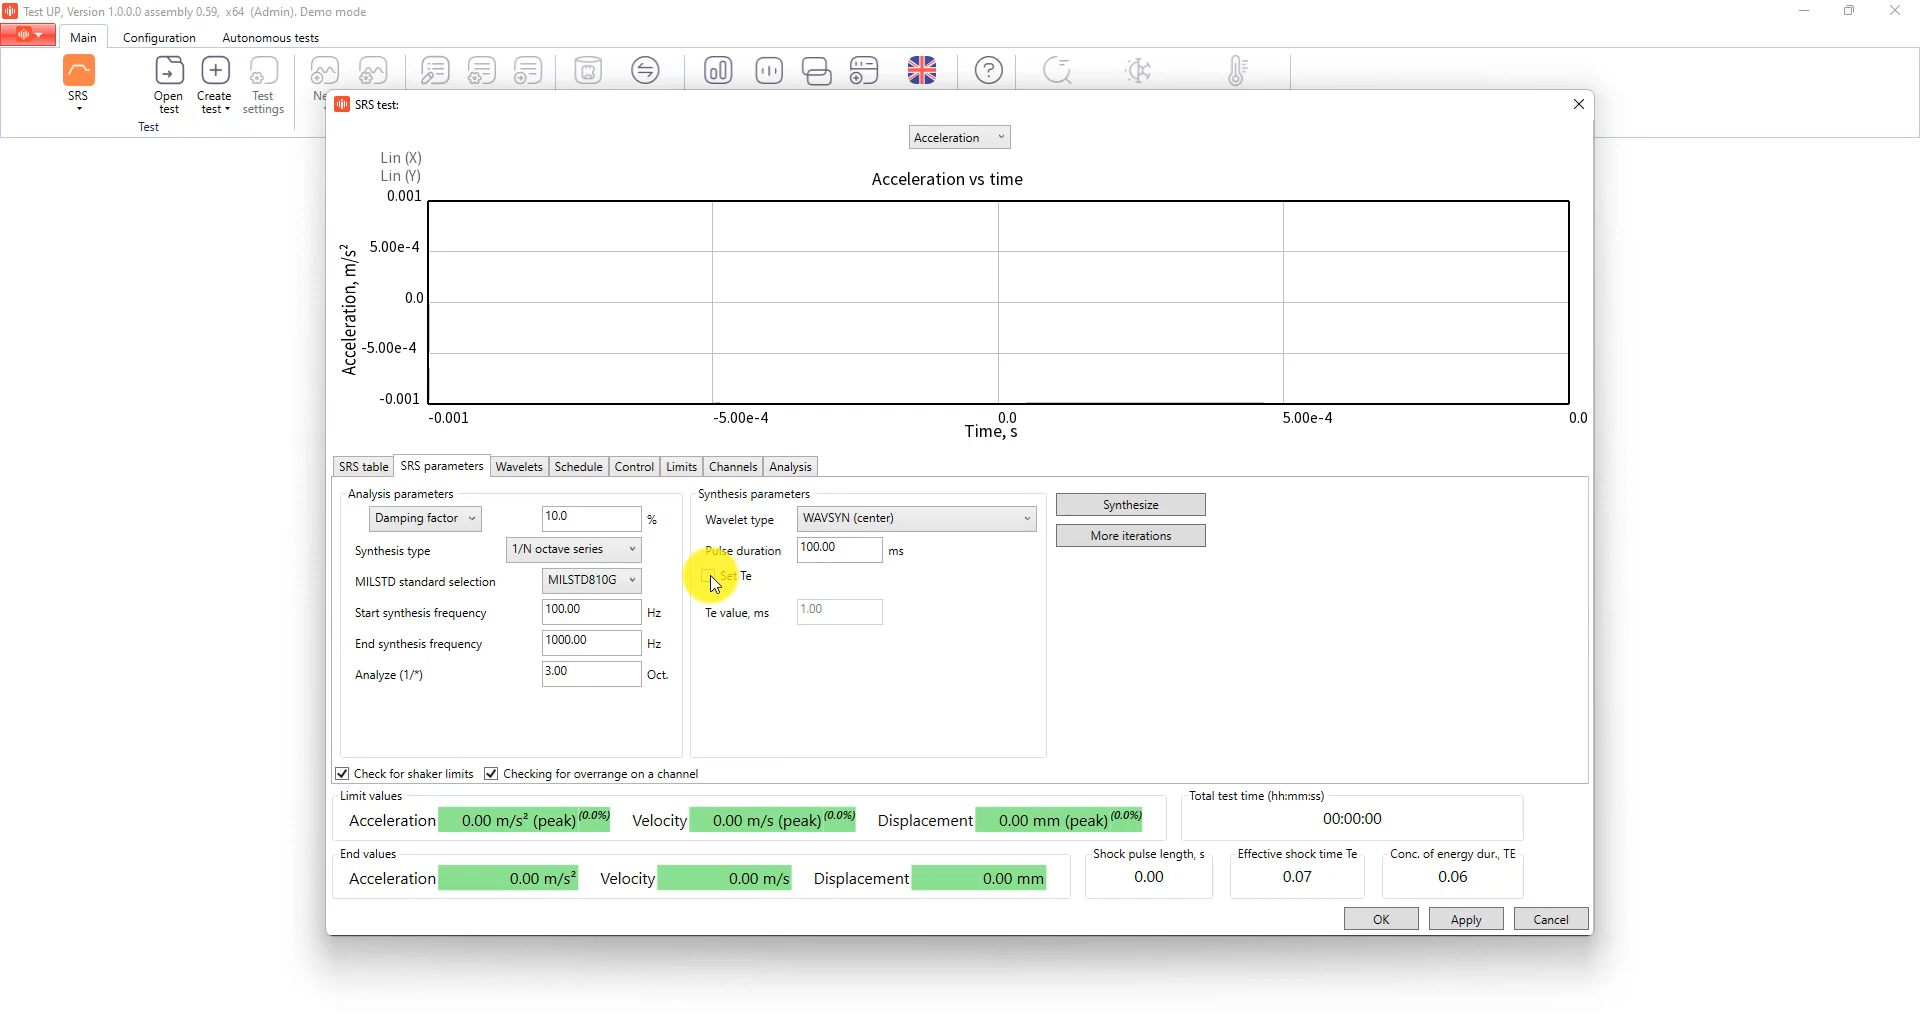 Test UP, Version 1.0.0.0 assembly 0.59, x64 (Admin). Demo mode
Main Configuration Autonomous tests
SRS
Open test
Create test
Test settings
Test
SRS test:
Acceleration
Lin (X)
Lin (Y)
Acceleration vs time
0.001
5.00e-4
0.0
-5.00e-4
-0.001
Acceleration, m/s²
-0.001 -5.00e-4 0.0 5.00e-4 0.0
Time, s
SRS table SRS parameters Wavelets Schedule Control Limits Channels Analysis
Analysis parameters
Damping factor 10.0 %
Synthesis type 1/N octave series
MILSTD standard selection MILSTD810G
Start synthesis frequency 100.00 Hz
End synthesis frequency 1000.00 Hz
Analyze (1/*) 3.00 Oct.
Synthesis parameters
Wavelet type WAVSYN (center)
Pulse duration 100.00 ms
Set Te
Te value, ms 1.00
Synthesize
More iterations
Check for shaker limits Checking for overrange on a channel
Limit values
Acceleration 0.00 m/s² (peak) (0.0%) Velocity 0.00 m/s (peak) (0.0%) Displacement 0.00 mm (peak) (0.0%)
Total test time (hh:mm:ss)
00:00:00
End values
Acceleration 0.00 m/s² Velocity 0.00 m/s Displacement 0.00 mm
Shock pulse length, s
0.00
Effective shock time Te
0.07
Conc. of energy dur., TE
0.06
OK Apply Cancel